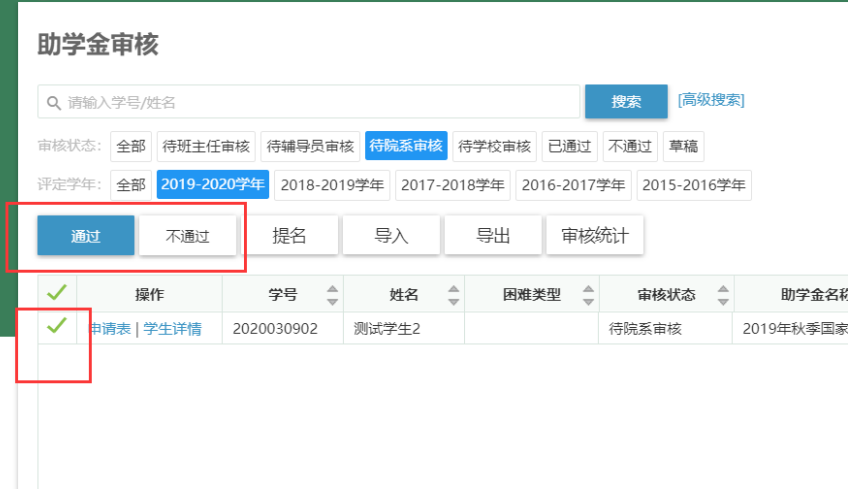 助学金审核
请输入学号/姓名 搜索 [高级搜索]
审核状态: 全部 待班主任审核 待辅导员审核 待院系审核 待学校审核 已通过 不通过 草稿
评定学年: 全部 2019-2020学年 2018-2019学年 2017-2018学年 2016-2017学年 2015-2016学年
通过 不通过 提名 导入 导出 审核统计
操作 学号 姓名 困难类型 审核状态 助学金名称
申请表 | 学生详情 2020030902 测试学生2 待院系审核 2019年秋季国家